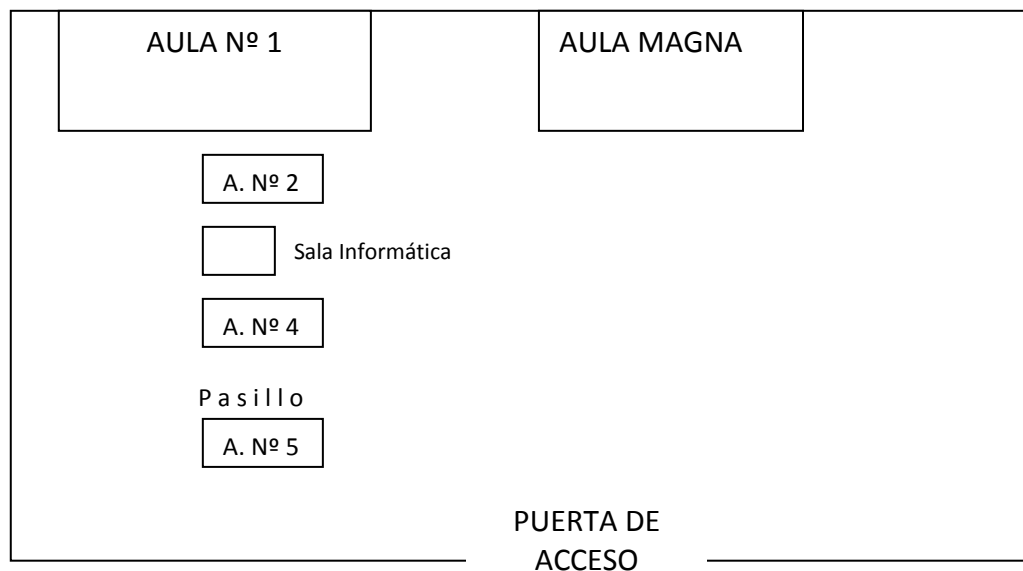 AULA Nº 1
AULA MAGNA
A. Nº 2
Sala Informática
A. Nº 4
P a s i l l o
A. Nº 5
PUERTA DE
ACCESO